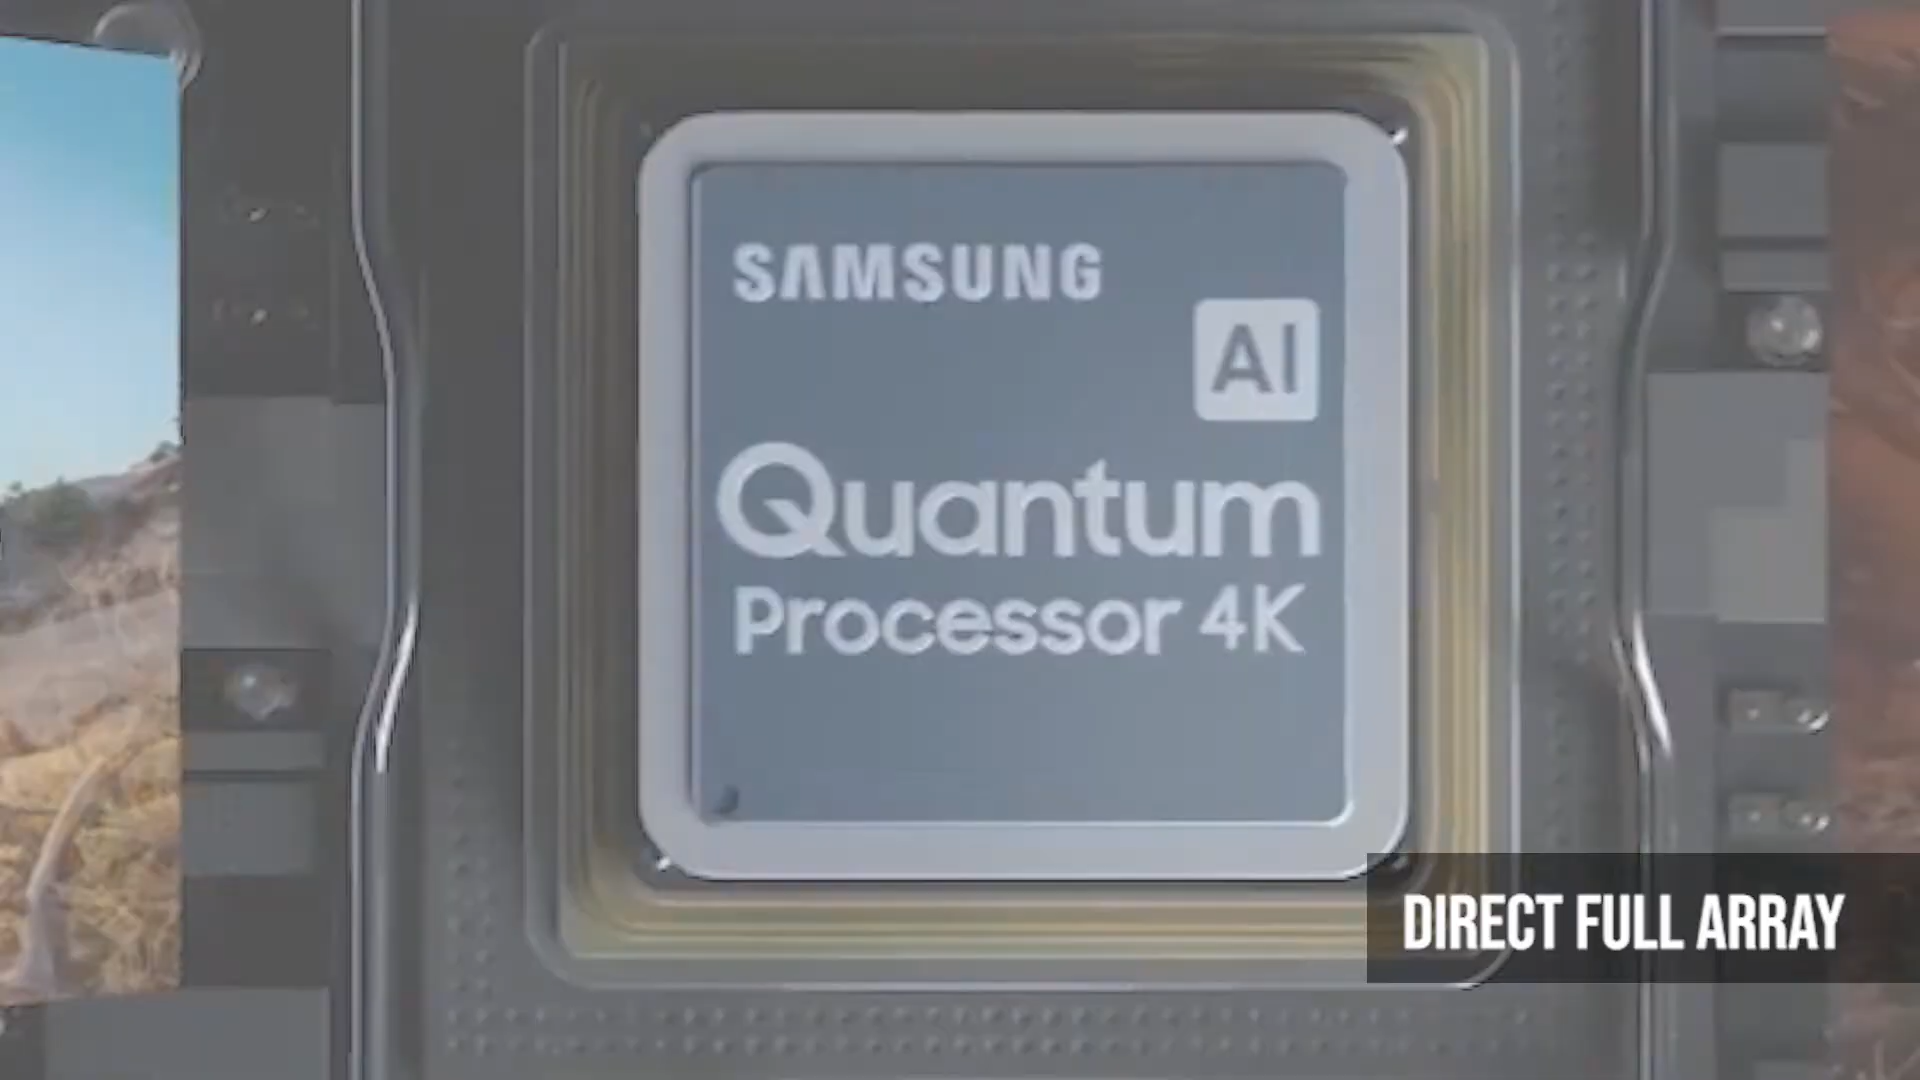 SAMSUNG
AI
Quantum
Processor 4K
DIRECT FULL ARRAY